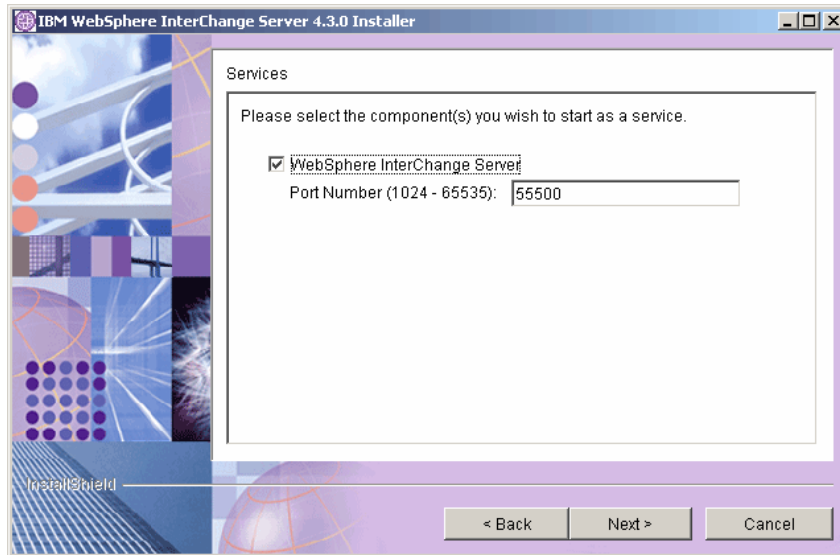 IBM WebSphere InterChange Server 4.3.0 Installer
Services
Please select the component(s) you wish to start as a service.
WebSphere InterChange Server
Port Number (1024 - 65535): 55500
InstallShield
< Back Next > Cancel